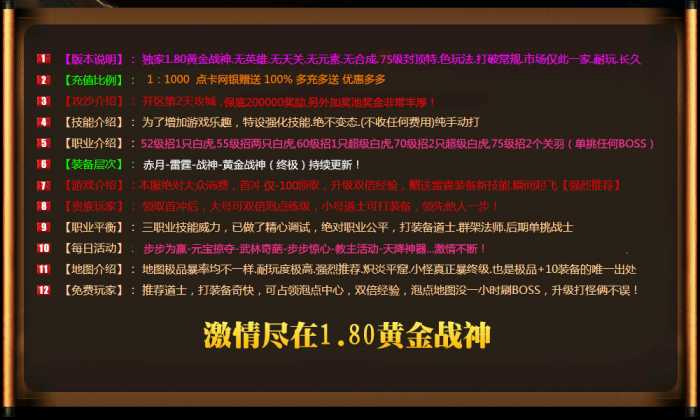 1 【版本说明】： 独家1.80黄金战神.无英雄.无天关.无元素.无合成.75级封顶特.色玩法.打破常规.市场仅此一家.耐玩.长久
2 【充值比例】： 1：1000 点卡网银赠送 100% 多充多送 优惠多多
3 【攻沙介绍】： 开区第2天攻城，保底200000奖励,另外加奖池奖金非常丰厚！
4 【技能介绍】： 为了增加游戏乐趣，特设强化技能.绝不变态.(不收任何费用)纯手动打
5 【职业介绍】： 52级招1只白虎,55级招两只白虎,60级招1只超级白虎,70级招2只超级白虎,75级招2个关羽（单挑任何BOSS）
6 【装备层次】： 赤月-雷霆-战神-黄金战神（终极）持续更新！
7 【游戏介绍】：本服绝对大众消费，首冲 仅-100领取，升级双倍经验，赠送雷霆装备新技能.瞬间起飞【强烈推荐】
8 【贵族玩家】： 领取首冲后，大号可双倍泡点练级，小号道士可打装备，领先他人一步！
9 【职业平衡】： 三职业技能威力，已做了精心调试，绝对职业公平，打装备道士.群架法师.后期单挑战士
10 【每日活动】： 步步为赢-元宝掠夺-武林奇葩-步步惊心-教主活动-天降神器...激情不断！
11 【地图介绍】： 地图极品暴率均不一样.耐玩度极高.强烈推荐.炽炎平窟.小怪真正暴终级.也是极品+10装备的唯一出处
12 【免费玩家】： 推荐道士，打装备奇快，可占领泡点中心，双倍经验，泡点地图没一小时刷BOSS，升级打怪俩不误！
激情尽在1.80黄金战神